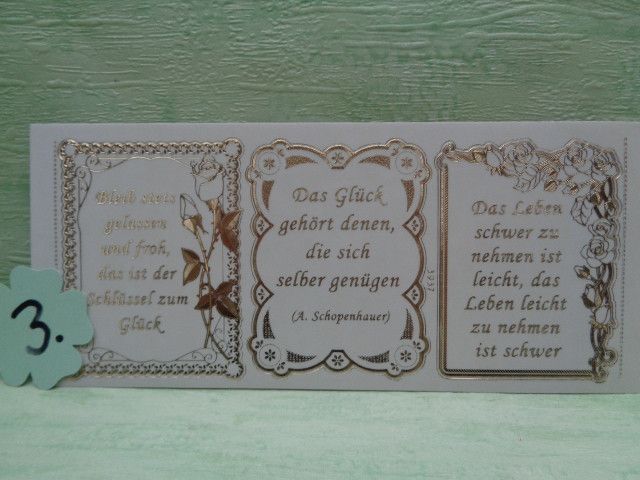 Bleib stets
gelassen
und froh,
das ist der
Schlüssel zum
Glück
Das Glück
gehört denen,
die sich
selber genügen
(A. Schopenhauer)
Das Leben
schwer zu
nehmen ist
leicht, das
Leben leicht
zu nehmen
ist schwer
3.